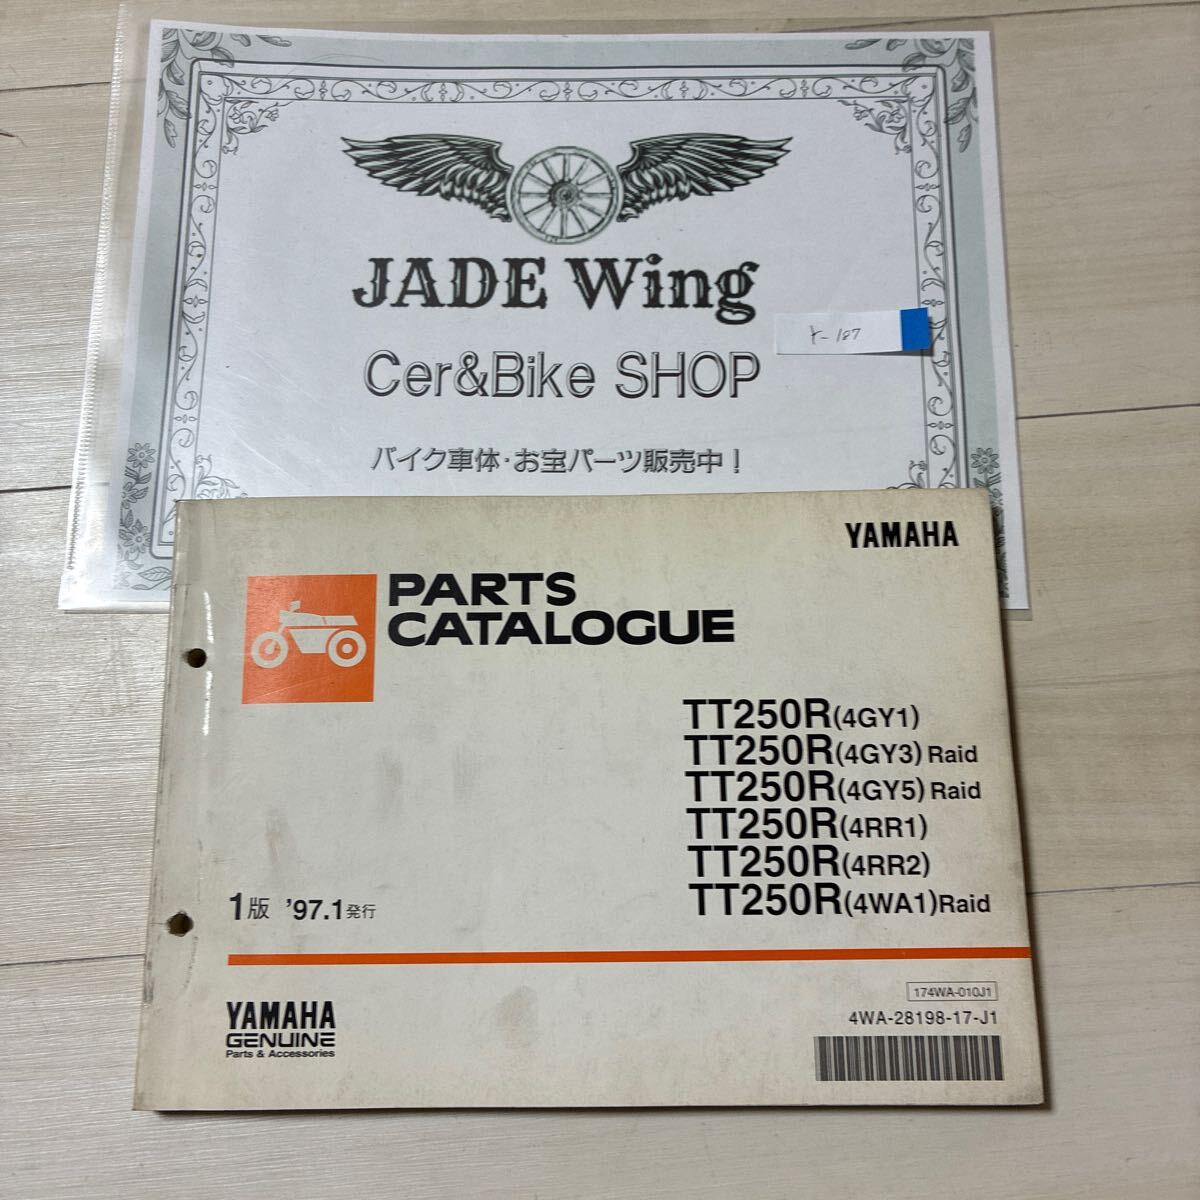 JADE Wing
Cer&Bike SHOP
バイク車体・お宝パーツ販売中！
YAMAHA
PARTS
CATALOGUE
TT250R(4GY1)
TT250R(4GY3) Raid
TT250R(4GY5) Raid
TT250R(4RR1)
TT250R(4RR2)
TT250R(4WA1)Raid
1版 '97.1発行
174WA-010J1
4WA-28198-17-J1
YAMAHA
GENUINE
Parts & Accessories